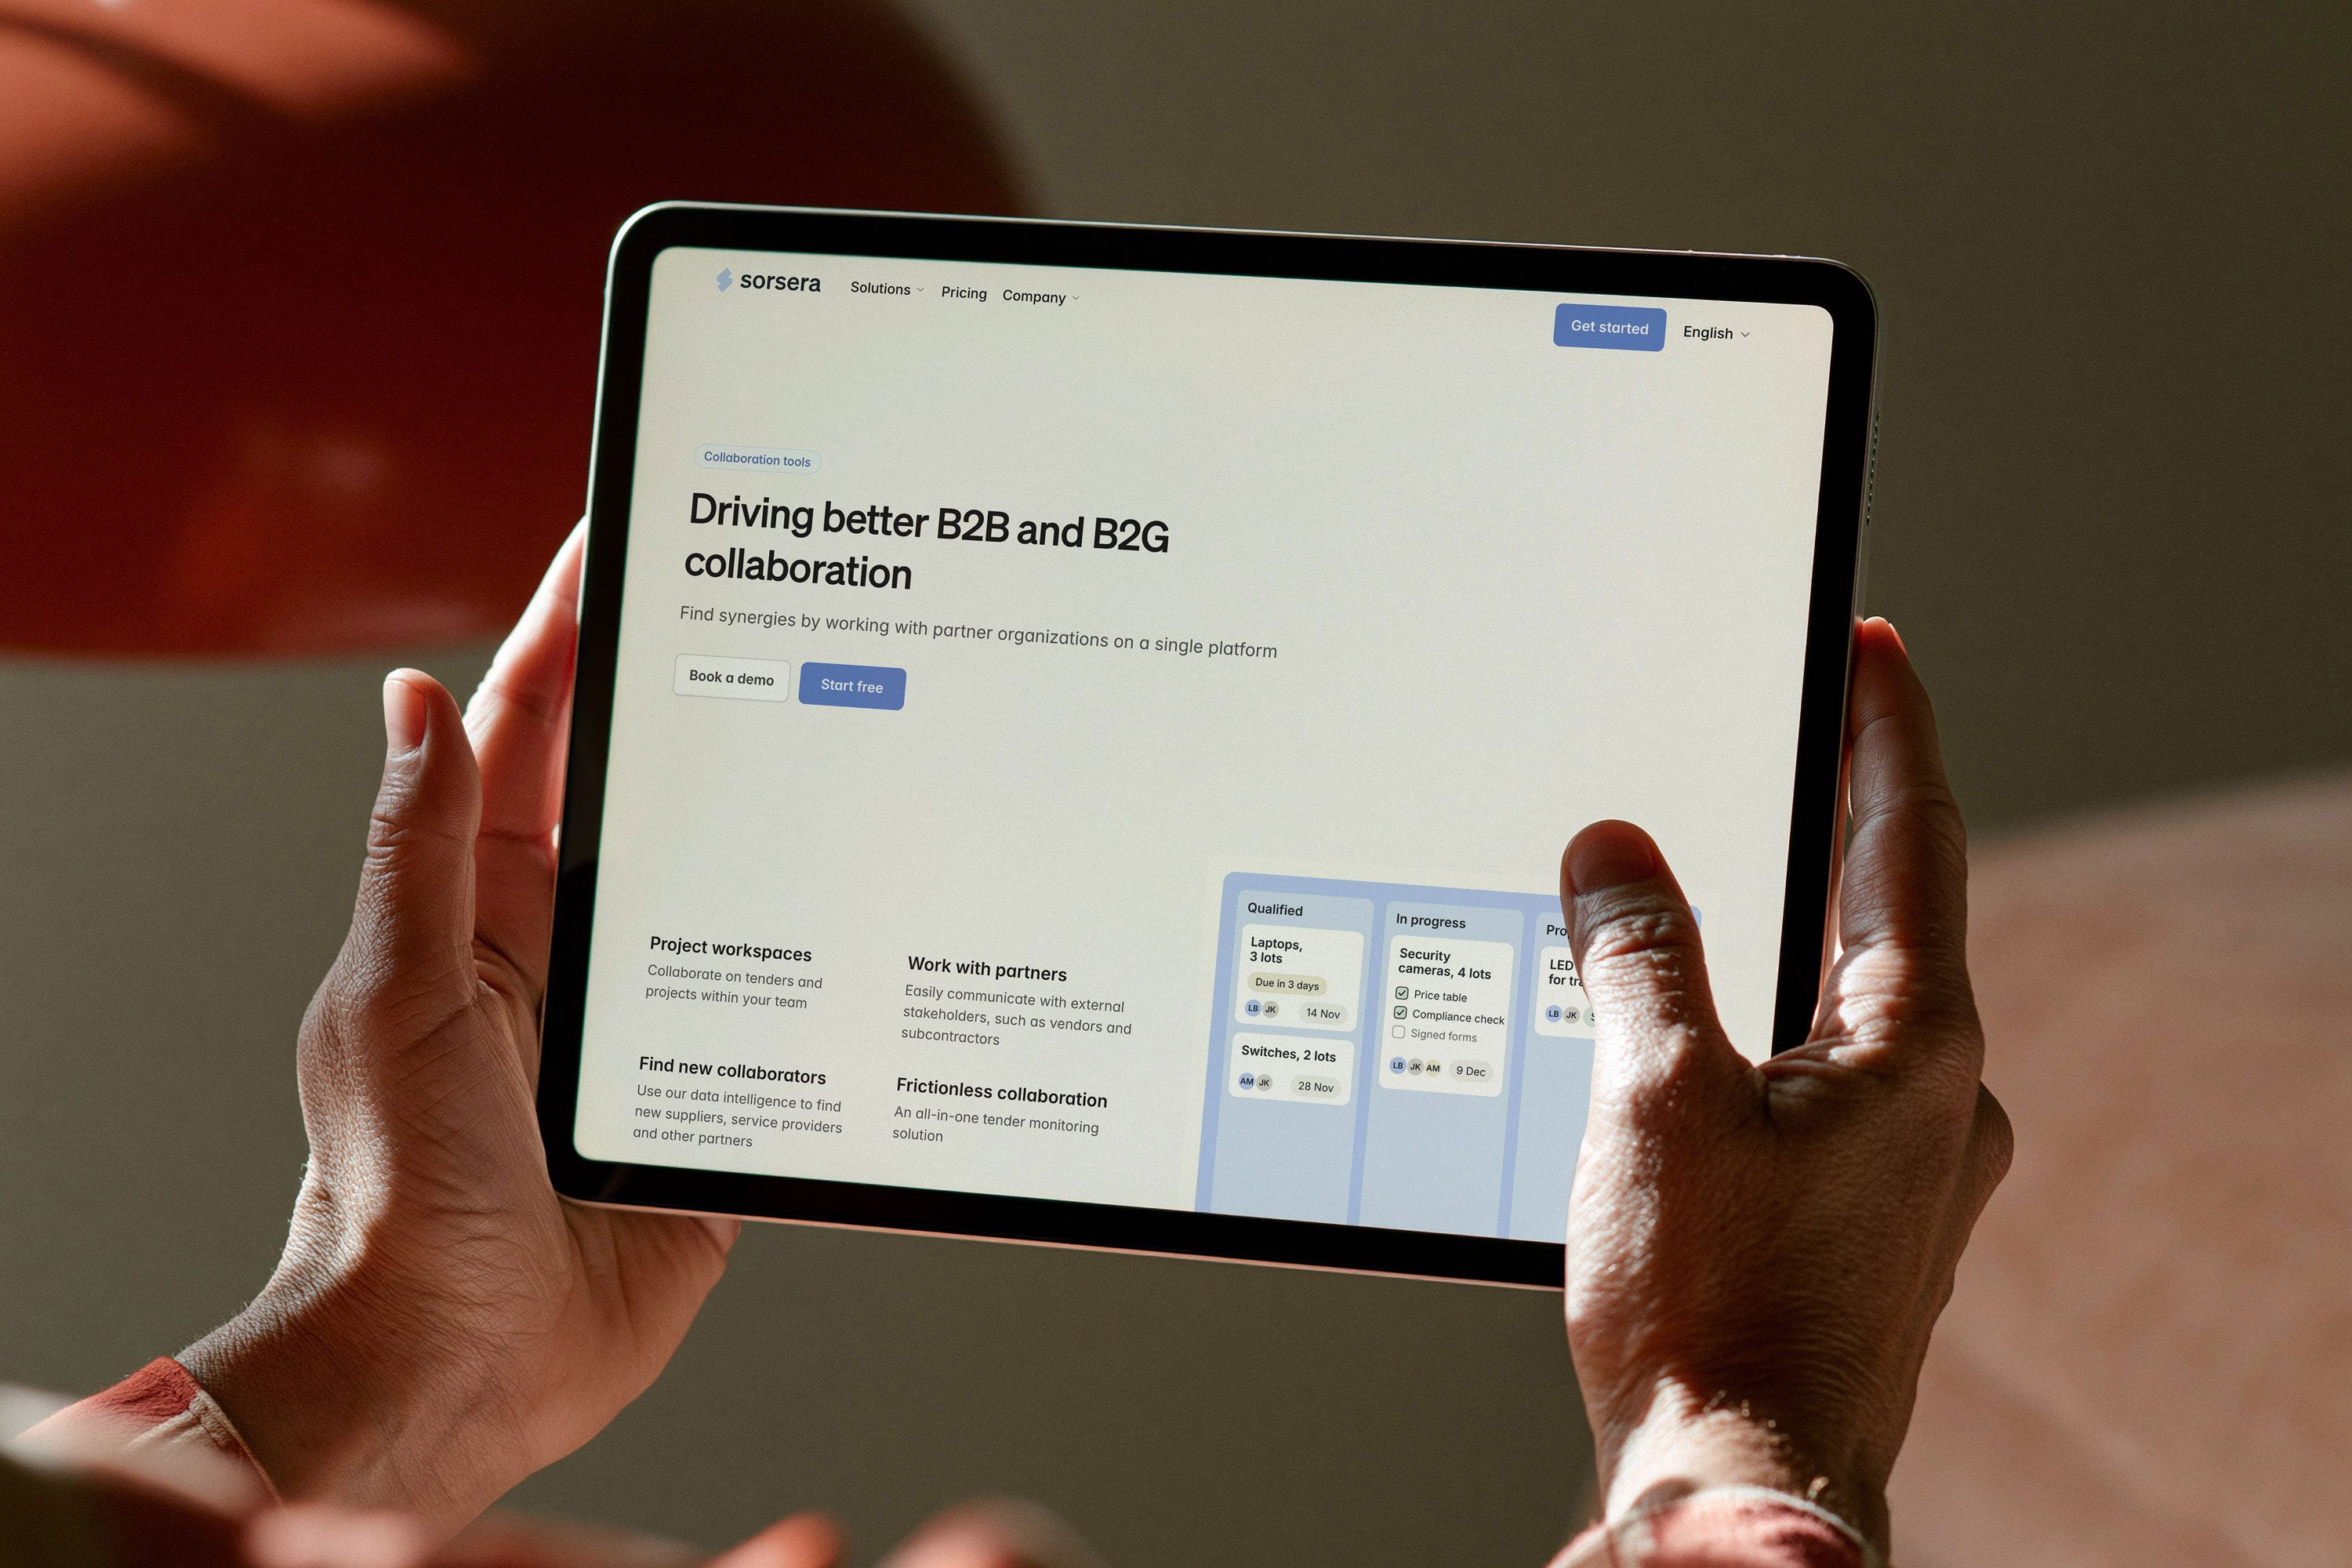 sorsera
Solutions
Pricing
Company
Get started
English
Collaboration tools
Driving better B2B and B2G
collaboration
Find synergies by working with partner organizations on a single platform
Book a demo
Start free
Project workspaces
Collaborate on tenders and
projects within your team
Work with partners
Easily communicate with external
stakeholders, such as vendors and
subcontractors
Find new collaborators
Use our data intelligence to find
new suppliers, service providers
and other partners
Frictionless collaboration
An all-in-one tender monitoring
solution
Qualified
Laptops,
3 lots
Due in 3 days
LB JK
14 Nov
Switches, 2 lots
AM JK
28 Nov
In progress
Security
cameras, 4 lots
Price table
Compliance check
Signed forms
LB JK AM
9 Dec
LED
for
LB JK